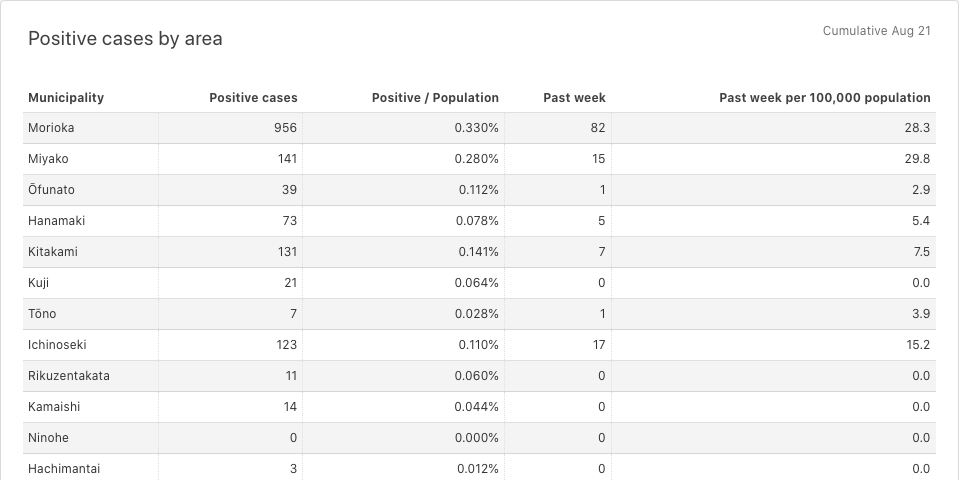 Positive cases by area
Cumulative Aug 21
Municipality Positive cases Positive / Population Past week Past week per 100,000 population
Morioka 956 0.330% 82 28.3
Miyako 141 0.280% 15 29.8
Ōfunato 39 0.112% 1 2.9
Hanamaki 73 0.078% 5 5.4
Kitakami 131 0.141% 7 7.5
Kuji 21 0.064% 0 0.0
Tōno 7 0.028% 1 3.9
Ichinoseki 123 0.110% 17 15.2
Rikuzentakata 11 0.060% 0 0.0
Kamaishi 14 0.044% 0 0.0
Ninohe 0 0.000% 0 0.0
Hachimantai 3 0.012% 0 0.0